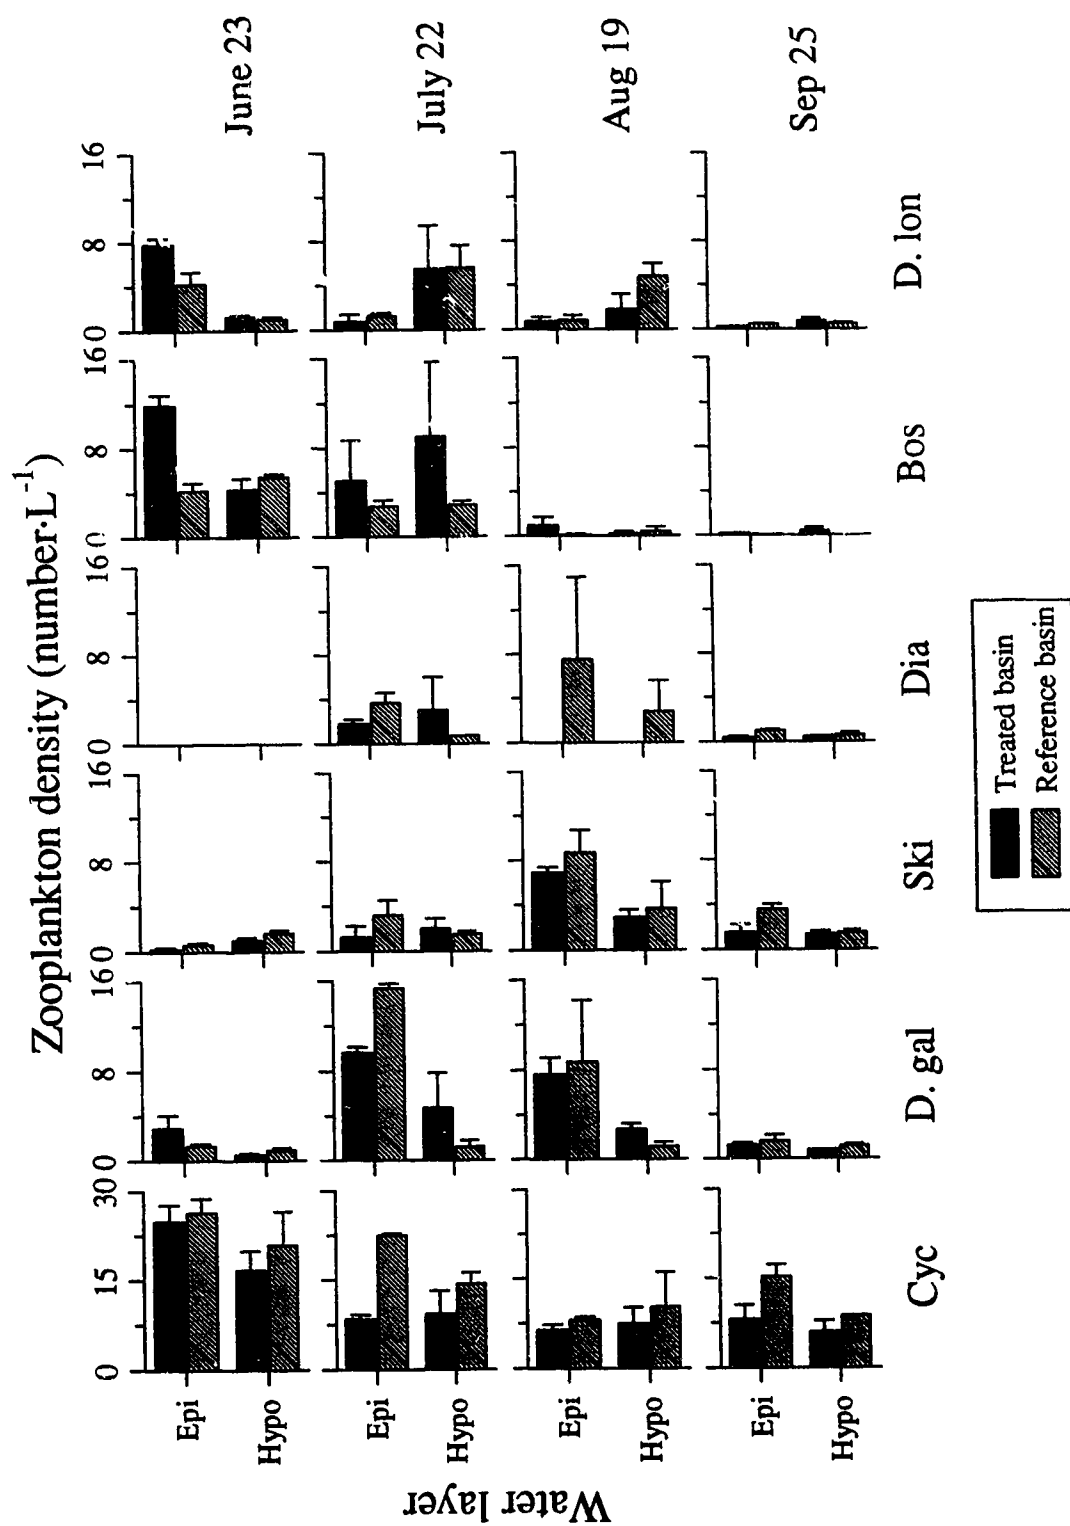 Zooplankton density (number·L-1)
0 15 30
0 8 16
0 8 16
0 8 16
0 8 16
0 8 16
Epi
Hypo
June 23
Epi
Hypo
July 22
Epi
Hypo
Aug 19
Epi
Hypo
Sep 25
Water layer
Cyc
D. gal
Ski
Dia
Bos
D. lon
Treated basin
Reference basin